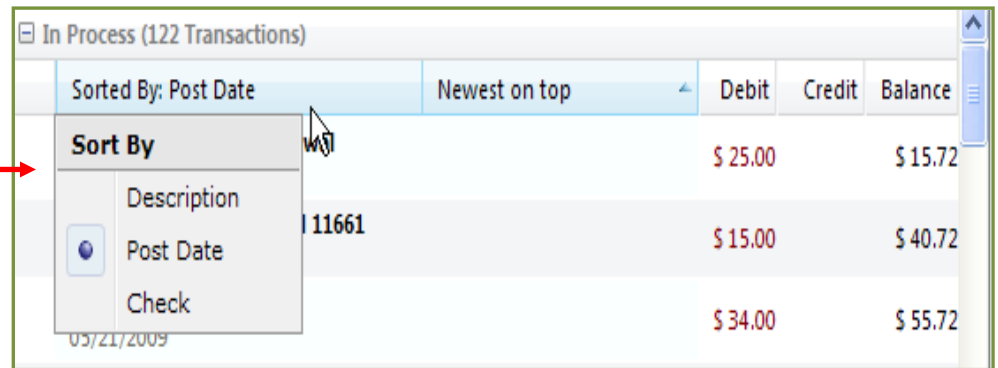 In Process (122 Transactions)
Sorted By: Post Date Newest on top Debit Credit Balance
Sort By
$ 25.00 $ 15.72
Description
11661
Post Date
$ 15.00 $ 40.72
Check
$ 34.00 $ 55.72
05/21/2009